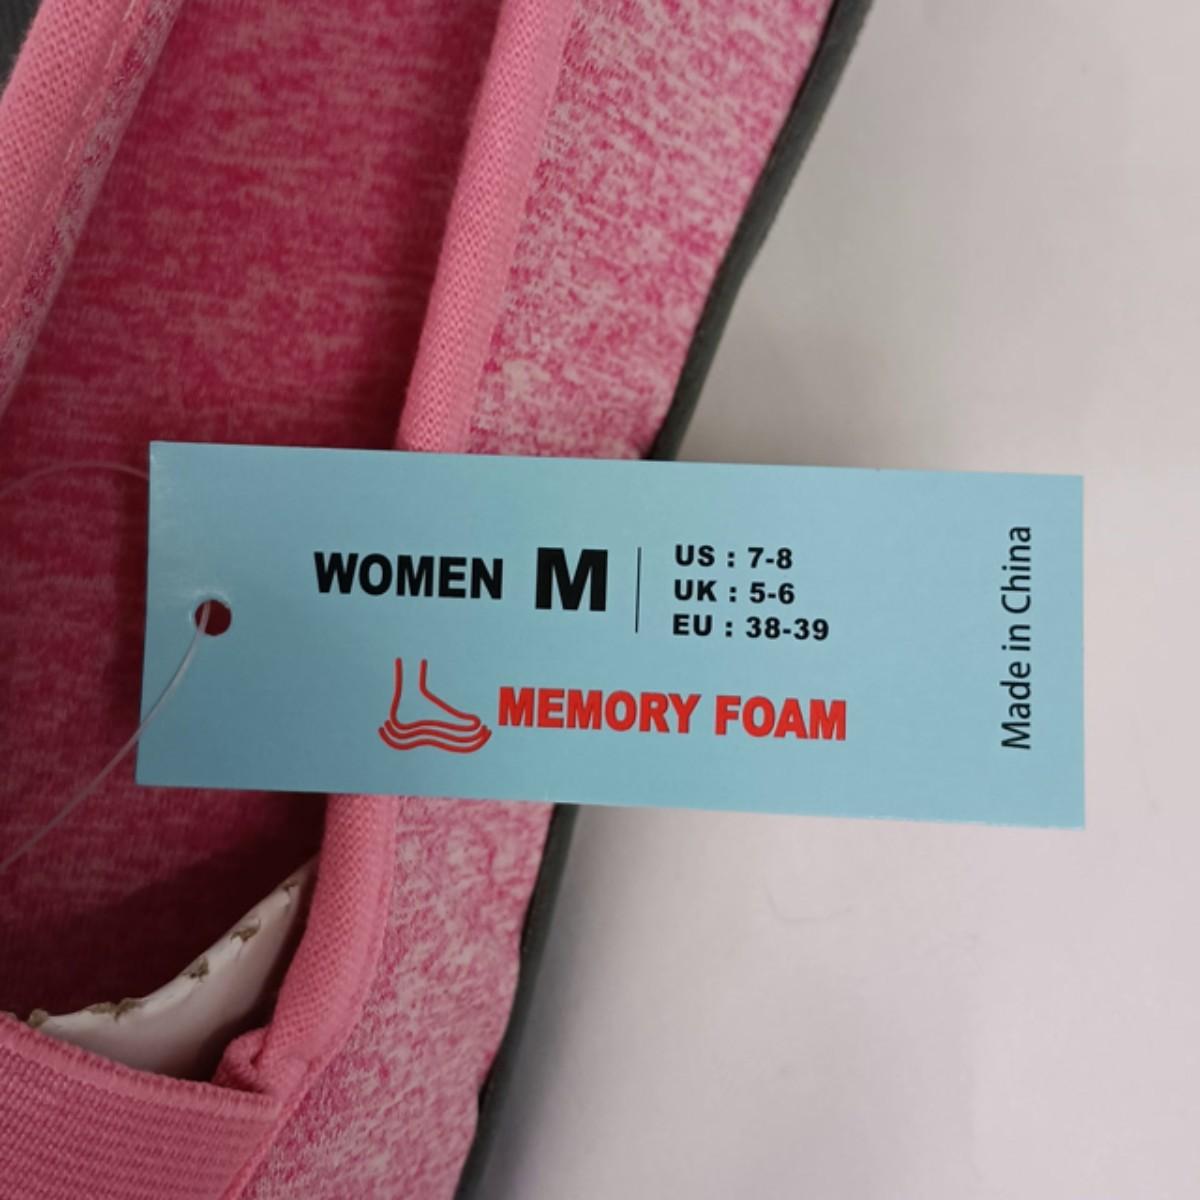 WOMEN M
US : 7-8
UK : 5-6
EU : 38-39
MEMORY FOAM
Made in China